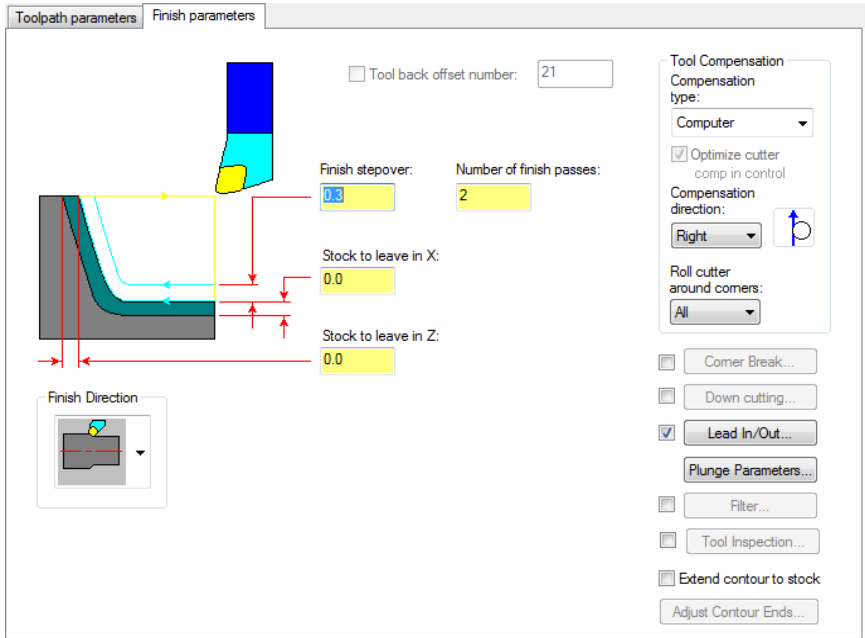 Toolpath parameters
Finish parameters
Tool back offset number:
21
Finish stepover:
0.3
Number of finish passes:
2
Stock to leave in X:
0.0
Stock to leave in Z:
0.0
Finish Direction
Tool Compensation
Compensation
type:
Computer
Optimize cutter
comp in control
Compensation
direction:
Right
Roll cutter
around corners:
All
Corner Break...
Down cutting...
Lead In/Out...
Plunge Parameters...
Filter...
Tool Inspection...
Extend contour to stock
Adjust Contour Ends...